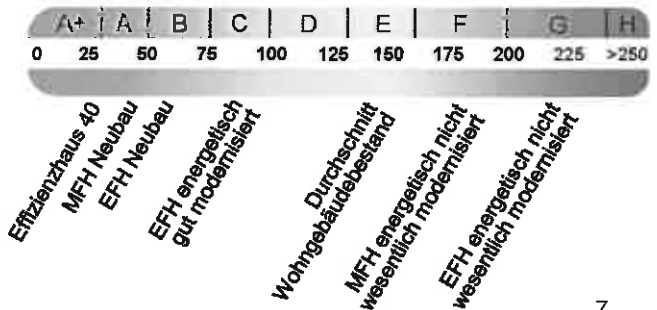 A+ A B C D E F G H
0 25 50 75 100 125 150 175 200 225 >250
Effizienzhaus 40
MFH Neubau
EFH Neubau
EFH energetisch
gut modernisiert
Durchschnitt
Wohngebäudebestand
MFH energetisch nicht
wesentlich modernisiert
EFH energetisch nicht
wesentlich modernisiert
7